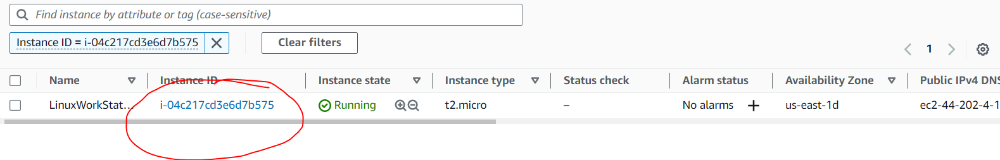 Find instance by attribute or tag (case-sensitive)
Instance ID = i-04c217cd3e6d7b575
Clear filters
1
Name Instance ID Instance state Instance type Status check Alarm status Availability Zone Public IPv4 DNS
LinuxWorkStat... i-04c217cd3e6d7b575 Running t2.micro – No alarms + us-east-1d ec2-44-202-4-1